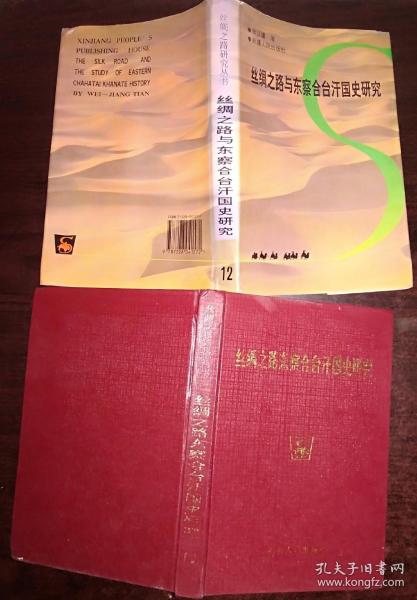 XINJIANG PEOPLE'S
PUBLISHING HOUSE
THE SILK ROAD AND
THE STUDY OF EASTERN
CHAHATAI KHANATE HISTORY
BY WEI—JIANG TIAN
丝绸之路研究丛书
丝绸之路与东察合台汗国史研究
12
丝绸之路与东察合台汗国史研究
丝绸之路与东察合台汗国史研究
丝绸之路与东察合台汗国史研究
孔夫子旧书网
www.kongfz.com